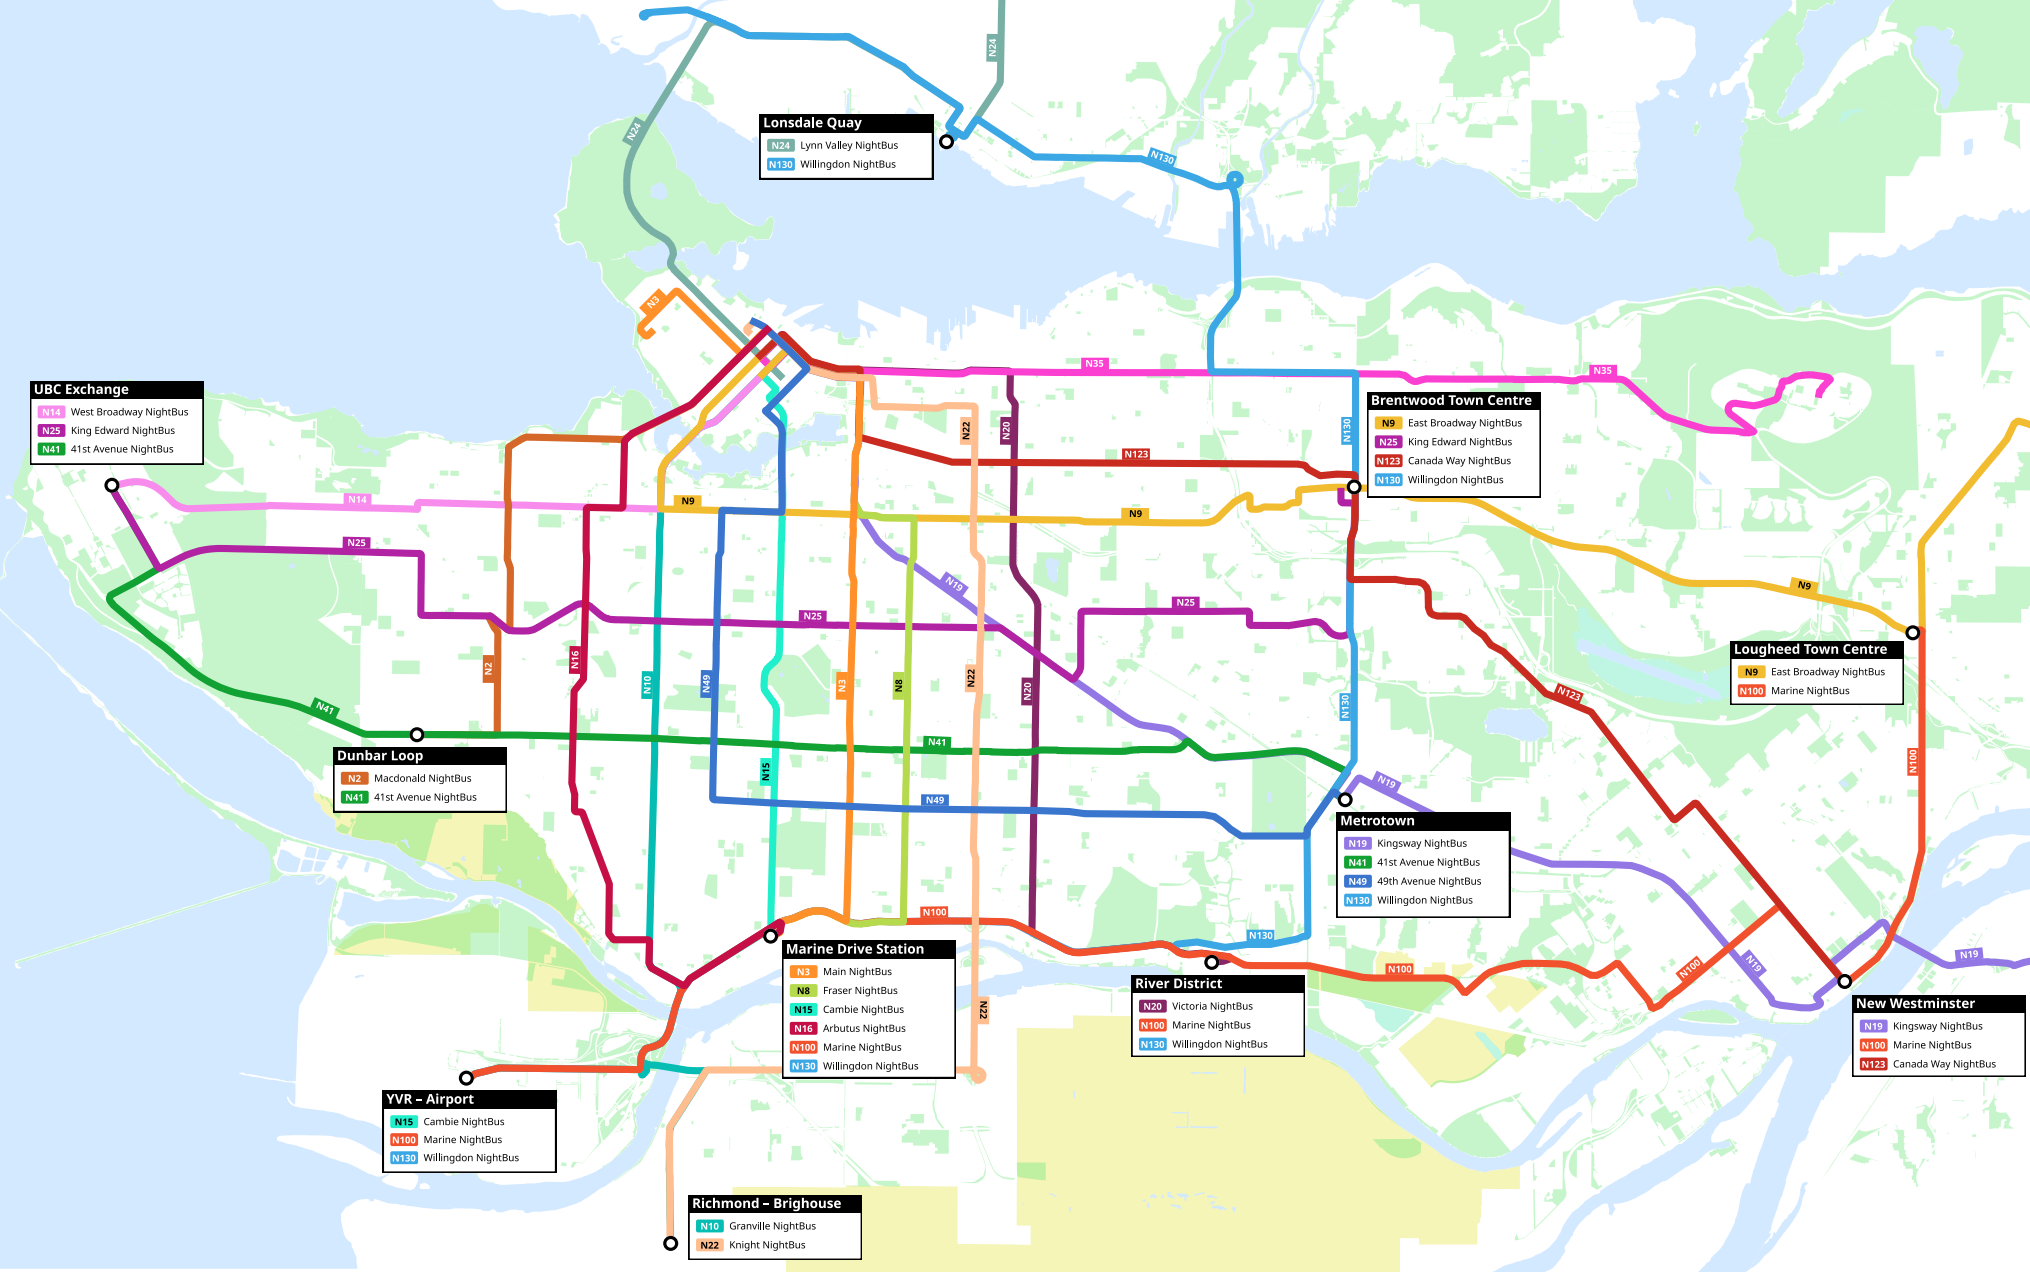 N24
N24
Lonsdale Quay
N24 Lynn Valley NightBus
N130 Willingdon NightBus
N130
N3
N35
N35
UBC Exchange
N14 West Broadway NightBus
N25 King Edward NightBus
N41 41st Avenue NightBus
Brentwood Town Centre
N9 East Broadway NightBus
N25 King Edward NightBus
N123 Canada Way NightBus
N130 Willingdon NightBus
N22
N20
N130
N123
N14
N9
N9
N25
N19
N9
N25
N25
Lougheed Town Centre
N9 East Broadway NightBus
N100 Marine NightBus
N2
N16
N10
N49
N3
N8
N22
N20
N130
N123
N41
N41
N15
N100
Dunbar Loop
N2 Macdonald NightBus
N41 41st Avenue NightBus
N49
N19
Metrotown
N19 Kingsway NightBus
N41 41st Avenue NightBus
N49 49th Avenue NightBus
N130 Willingdon NightBus
N100
N130
Marine Drive Station
N3 Main NightBus
N8 Fraser NightBus
N15 Cambie NightBus
N16 Arbutus NightBus
N100 Marine NightBus
N130 Willingdon NightBus
N22
N100
N100
N19
N19
River District
N20 Victoria NightBus
N100 Marine NightBus
N130 Willingdon NightBus
New Westminster
N19 Kingsway NightBus
N100 Marine NightBus
N123 Canada Way NightBus
YVR – Airport
N15 Cambie NightBus
N100 Marine NightBus
N130 Willingdon NightBus
Richmond – Brighouse
N10 Granville NightBus
N22 Knight NightBus